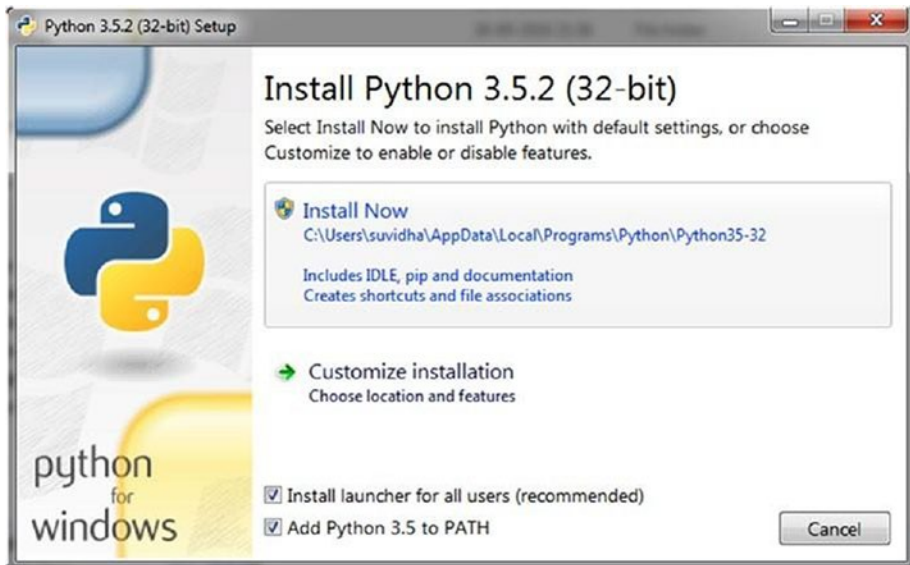 Python 3.5.2 (32-bit) Setup
Install Python 3.5.2 (32-bit)
Select Install Now to install Python with default settings, or choose
Customize to enable or disable features.
Install Now
C:\Users\suvidha\AppData\Local\Programs\Python\Python35-32
Includes IDLE, pip and documentation
Creates shortcuts and file associations
Customize installation
Choose location and features
python
for
windows
Install launcher for all users (recommended)
Add Python 3.5 to PATH
Cancel